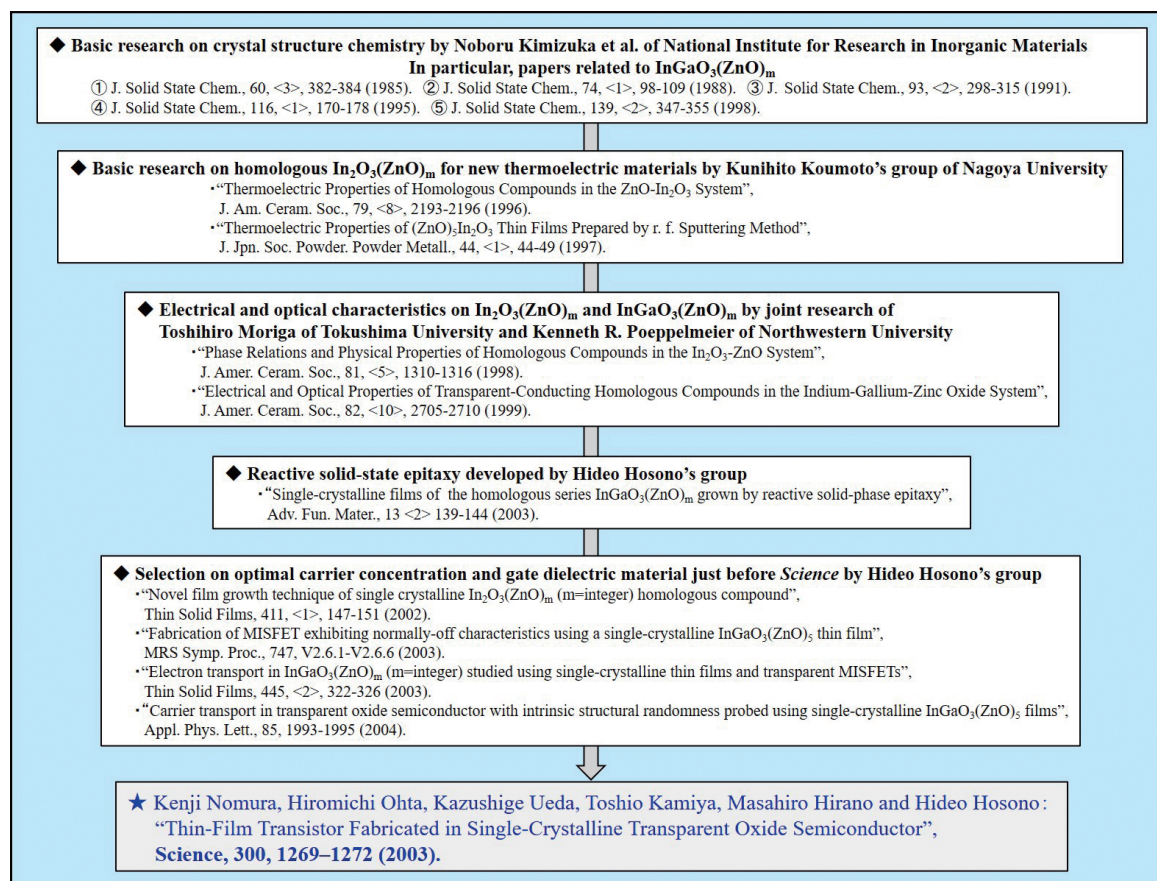 ◆ Basic research on crystal structure chemistry by Noboru Kimizuka et al. of National Institute for Research in Inorganic Materials
In particular, papers related to InGaO₃(ZnO)ₘ
① J. Solid State Chem., 60, <3>, 382-384 (1985). ② J. Solid State Chem., 74, <1>, 98-109 (1988). ③ J. Solid State Chem., 93, <2>, 298-315 (1991).
④ J. Solid State Chem., 116, <1>, 170-178 (1995). ⑤ J. Solid State Chem., 139, <2>, 347-355 (1998).
◆ Basic research on homologous In₂O₃(ZnO)ₘ for new thermoelectric materials by Kunihito Koumoto's group of Nagoya University
・“Thermoelectric Properties of Homologous Compounds in the ZnO-In₂O₃ System”,
J. Am. Ceram. Soc., 79, <8>, 2193-2196 (1996).
・“Thermoelectric Properties of (ZnO)₅In₂O₃ Thin Films Prepared by r. f. Sputtering Method”,
J. Jpn. Soc. Powder. Powder Metall., 44, <1>, 44-49 (1997).
◆ Electrical and optical characteristics on In₂O₃(ZnO)ₘ and InGaO₃(ZnO)ₘ by joint research of
Toshihiro Moriga of Tokushima University and Kenneth R. Poeppelmeier of Northwestern University
・“Phase Relations and Physical Properties of Homologous Compounds in the In₂O₃-ZnO System”,
J. Amer. Ceram. Soc., 81, <5>, 1310-1316 (1998).
・“Electrical and Optical Properties of Transparent-Conducting Homologous Compounds in the Indium-Gallium-Zinc Oxide System”,
J. Amer. Ceram. Soc., 82, <10>, 2705-2710 (1999).
◆ Reactive solid-state epitaxy developed by Hideo Hosono's group
・“Single-crystalline films of the homologous series InGaO₃(ZnO)ₘ grown by reactive solid-phase epitaxy”,
Adv. Fun. Mater., 13 <2> 139-144 (2003).
◆ Selection on optimal carrier concentration and gate dielectric material just before Science by Hideo Hosono's group
・“Novel film growth technique of single crystalline In₂O₃(ZnO)ₘ (m=integer) homologous compound”,
Thin Solid Films, 411, <1>, 147-151 (2002).
・“Fabrication of MISFET exhibiting normally-off characteristics using a single-crystalline InGaO₃(ZnO)₅ thin film”,
MRS Symp. Proc., 747, V2.6.1-V2.6.6 (2003).
・“Electron transport in InGaO₃(ZnO)ₘ (m=integer) studied using single-crystalline thin films and transparent MISFETs”,
Thin Solid Films, 445, <2>, 322-326 (2003).
・“Carrier transport in transparent oxide semiconductor with intrinsic structural randomness probed using single-crystalline InGaO₃(ZnO)₅ films”,
Appl. Phys. Lett., 85, 1993-1995 (2004).
★ Kenji Nomura, Hiromichi Ohta, Kazushige Ueda, Toshio Kamiya, Masahiro Hirano and Hideo Hosono:
“Thin-Film Transistor Fabricated in Single-Crystalline Transparent Oxide Semiconductor”,
Science, 300, 1269–1272 (2003).